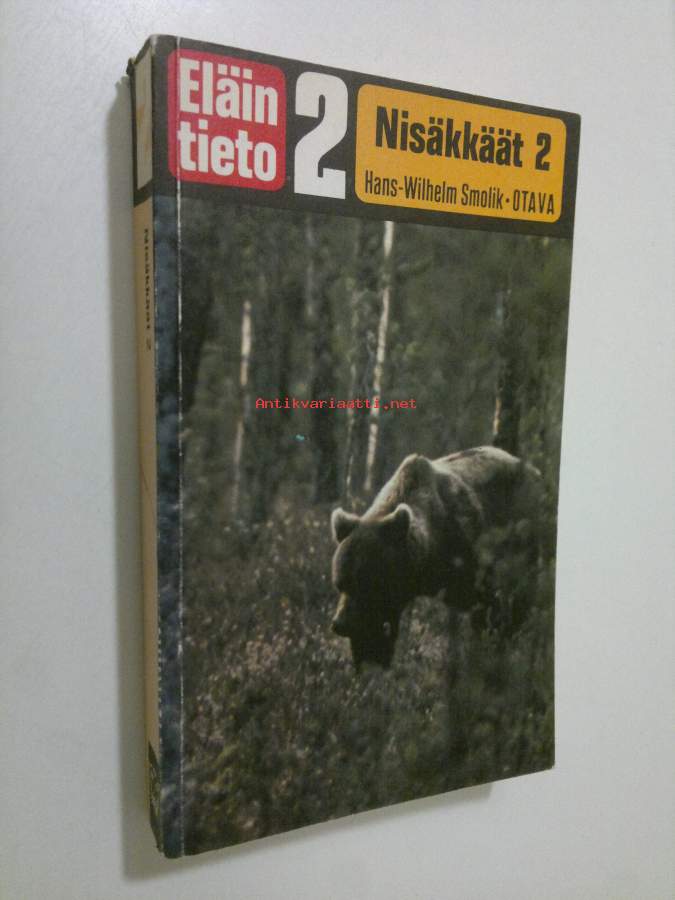 Eläin
tieto
2
Nisäkkäät 2
Hans-Wilhelm Smolik • OTAVA
Nisäkkäät 2
Antikvariaatti.net